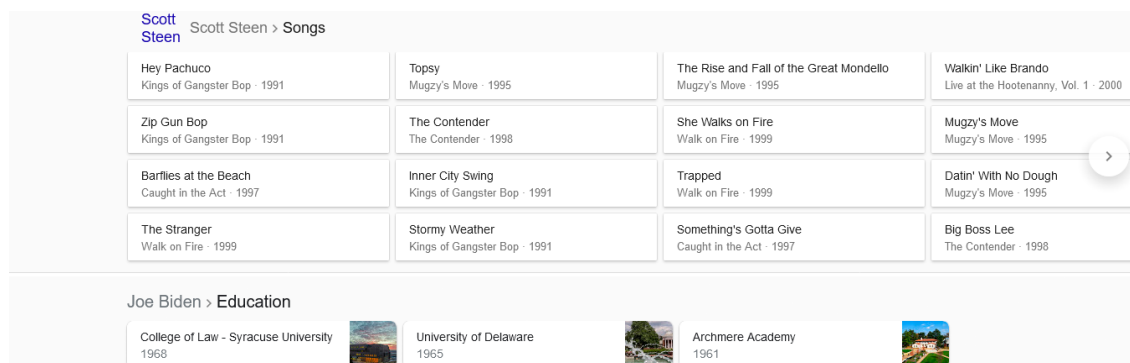 Scott
Steen
Scott Steen > Songs
Hey Pachuco
Kings of Gangster Bop · 1991
Topsy
Mugzy's Move · 1995
The Rise and Fall of the Great Mondello
Mugzy's Move · 1995
Walkin' Like Brando
Live at the Hootenanny, Vol. 1 · 2000
Zip Gun Bop
Kings of Gangster Bop · 1991
The Contender
The Contender · 1998
She Walks on Fire
Walk on Fire · 1999
Mugzy's Move
Mugzy's Move · 1995
Barflies at the Beach
Caught in the Act · 1997
Inner City Swing
Kings of Gangster Bop · 1991
Trapped
Walk on Fire · 1999
Datin' With No Dough
Mugzy's Move · 1995
The Stranger
Walk on Fire · 1999
Stormy Weather
Kings of Gangster Bop · 1991
Something's Gotta Give
Caught in the Act · 1997
Big Boss Lee
The Contender · 1998
Joe Biden > Education
College of Law - Syracuse University
1968
University of Delaware
1965
Archmere Academy
1961